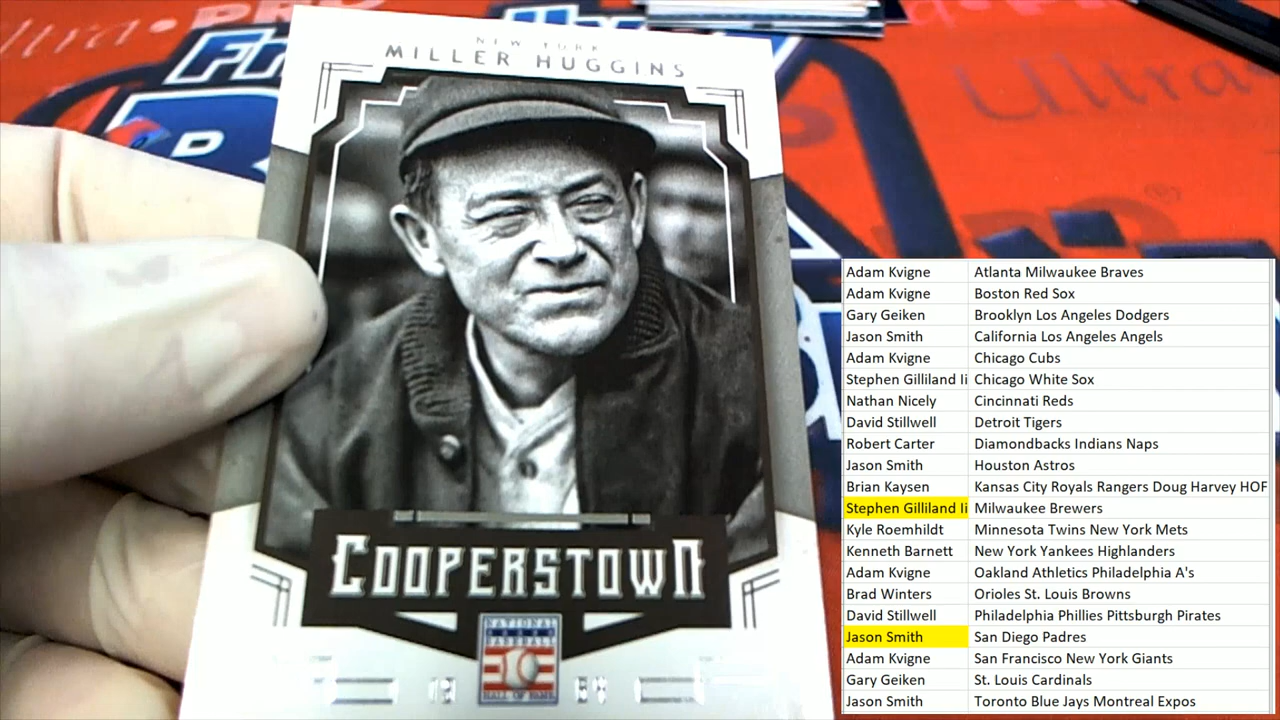 Ultra • PRO
NEW YORK
MILLER HUGGINS
Ultra
COOPERSTOWN
NATIONAL
BASEBALL
HALL OF FAME
Adam Kvigne Atlanta Milwaukee Braves
Adam Kvigne Boston Red Sox
Gary Geiken Brooklyn Los Angeles Dodgers
Jason Smith California Los Angeles Angels
Adam Kvigne Chicago Cubs
Stephen Gilliland Ii Chicago White Sox
Nathan Nicely Cincinnati Reds
David Stillwell Detroit Tigers
Robert Carter Diamondbacks Indians Naps
Jason Smith Houston Astros
Brian Kaysen Kansas City Royals Rangers Doug Harvey HOF
Stephen Gilliland Ii Milwaukee Brewers
Kyle Roemhildt Minnesota Twins New York Mets
Kenneth Barnett New York Yankees Highlanders
Adam Kvigne Oakland Athletics Philadelphia A's
Brad Winters Orioles St. Louis Browns
David Stillwell Philadelphia Phillies Pittsburgh Pirates
Jason Smith San Diego Padres
Adam Kvigne San Francisco New York Giants
Gary Geiken St. Louis Cardinals
Jason Smith Toronto Blue Jays Montreal Expos